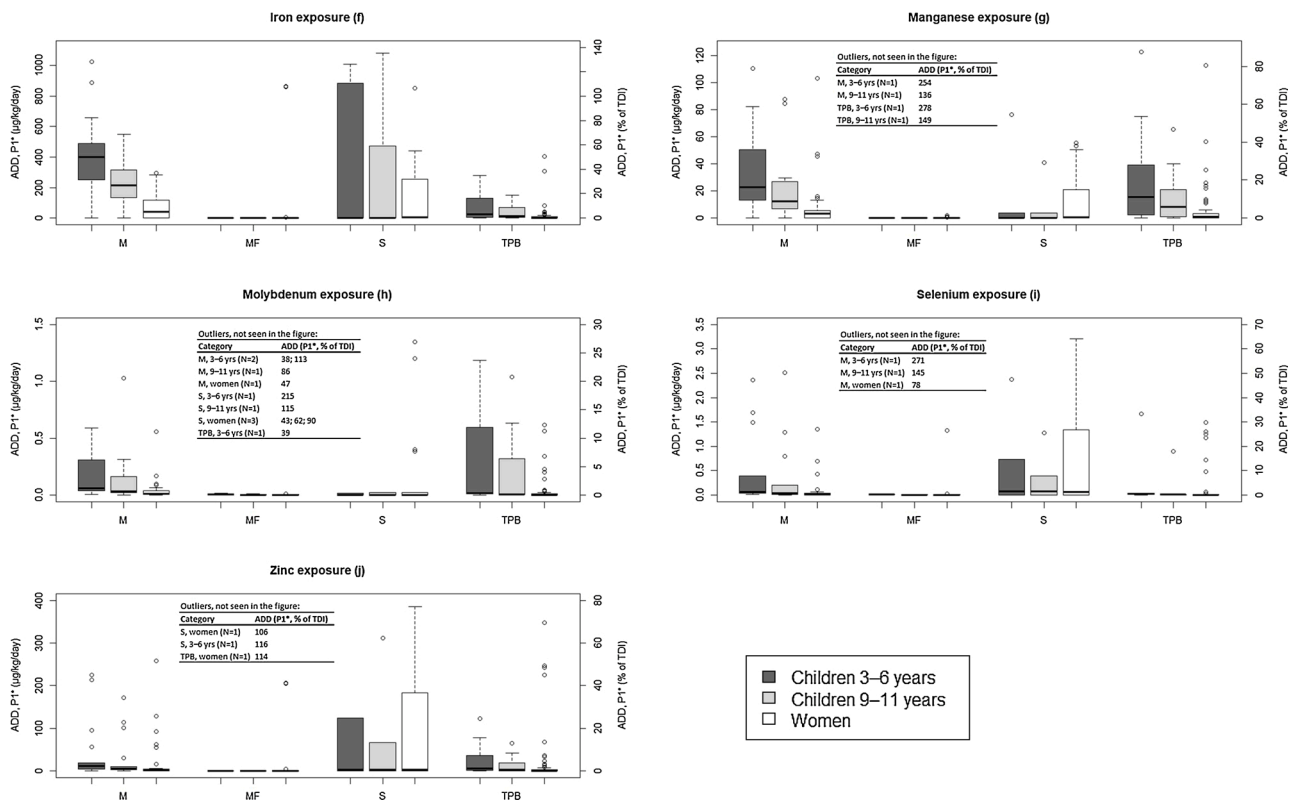 Iron exposure (f)
ADD, P1* (µg/kg/day)
0 200 400 600 800 1000
0 20 40 60 80 100 120 140
ADD, P1* (% of TDI)
M MF S TPB
Manganese exposure (g)
ADD, P1* (µg/kg/day)
0 20 40 60 80 100 120
0 20 40 60 80
ADD, P1* (% of TDI)
Outliers, not seen in the figure:
Category ADD (P1*, % of TDI)
M, 3–6 yrs (N=1) 254
M, 9–11 yrs (N=1) 136
TPB, 3–6 yrs (N=1) 278
TPB, 9–11 yrs (N=1) 149
M MF S TPB
Molybdenum exposure (h)
ADD, P1* (µg/kg/day)
0.0 0.5 1.0 1.5
0 5 10 15 20 25 30
ADD, P1* (% of TDI)
Outliers, not seen in the figure:
Category ADD (P1*, % of TDI)
M, 3–6 yrs (N=2) 38; 113
M, 9–11 yrs (N=1) 86
M, women (N=1) 47
S, 3–6 yrs (N=1) 215
S, 9–11 yrs (N=1) 115
S, women (N=3) 43; 62; 90
TPB, 3–6 yrs (N=1) 39
M MF S TPB
Selenium exposure (i)
ADD, P1* (µg/kg/day)
0.0 0.5 1.0 1.5 2.0 2.5 3.0 3.5
0 10 20 30 40 50 60 70
ADD, P1* (% of TDI)
Outliers, not seen in the figure:
Category ADD (P1*, % of TDI)
M, 3–6 yrs (N=1) 271
M, 9–11 yrs (N=1) 145
M, women (N=1) 78
M MF S TPB
Zinc exposure (j)
ADD, P1* (µg/kg/day)
0 100 200 300 400
0 20 40 60 80
ADD, P1* (% of TDI)
Outliers, not seen in the figure:
Category ADD (P1*, % of TDI)
S, women (N=1) 106
S, 3–6 yrs (N=1) 116
TPB, women (N=1) 114
M MF S TPB
Children 3–6 years
Children 9–11 years
Women